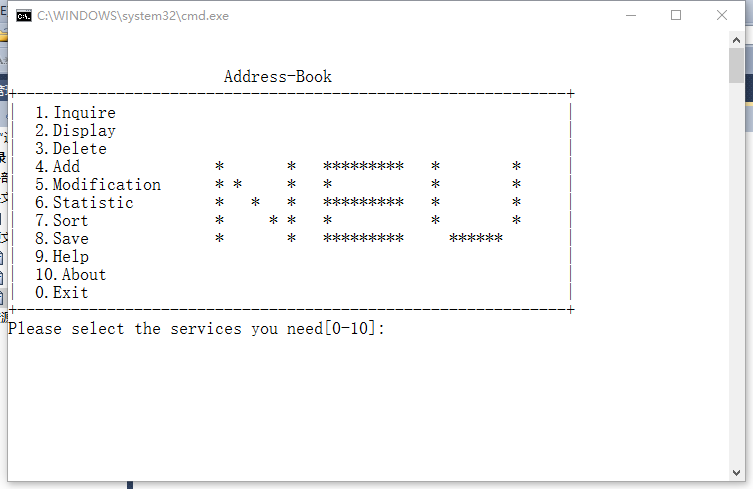 C:\WINDOWS\system32\cmd.exe
Address-Book
+-------------------------------------------------------------+
| 1.Inquire |
| 2.Display |
| 3.Delete |
| 4.Add               *       *   *********   *        * |
| 5.Modification      * *     *   *           *        * |
| 6.Statistic         *   *   *   *********   *        * |
| 7.Sort              *     * *   *           *        * |
| 8.Save              *       *   *********     ****** |
| 9.Help |
| 10.About |
| 0.Exit |
+-------------------------------------------------------------+
Please select the services you need[0-10]: